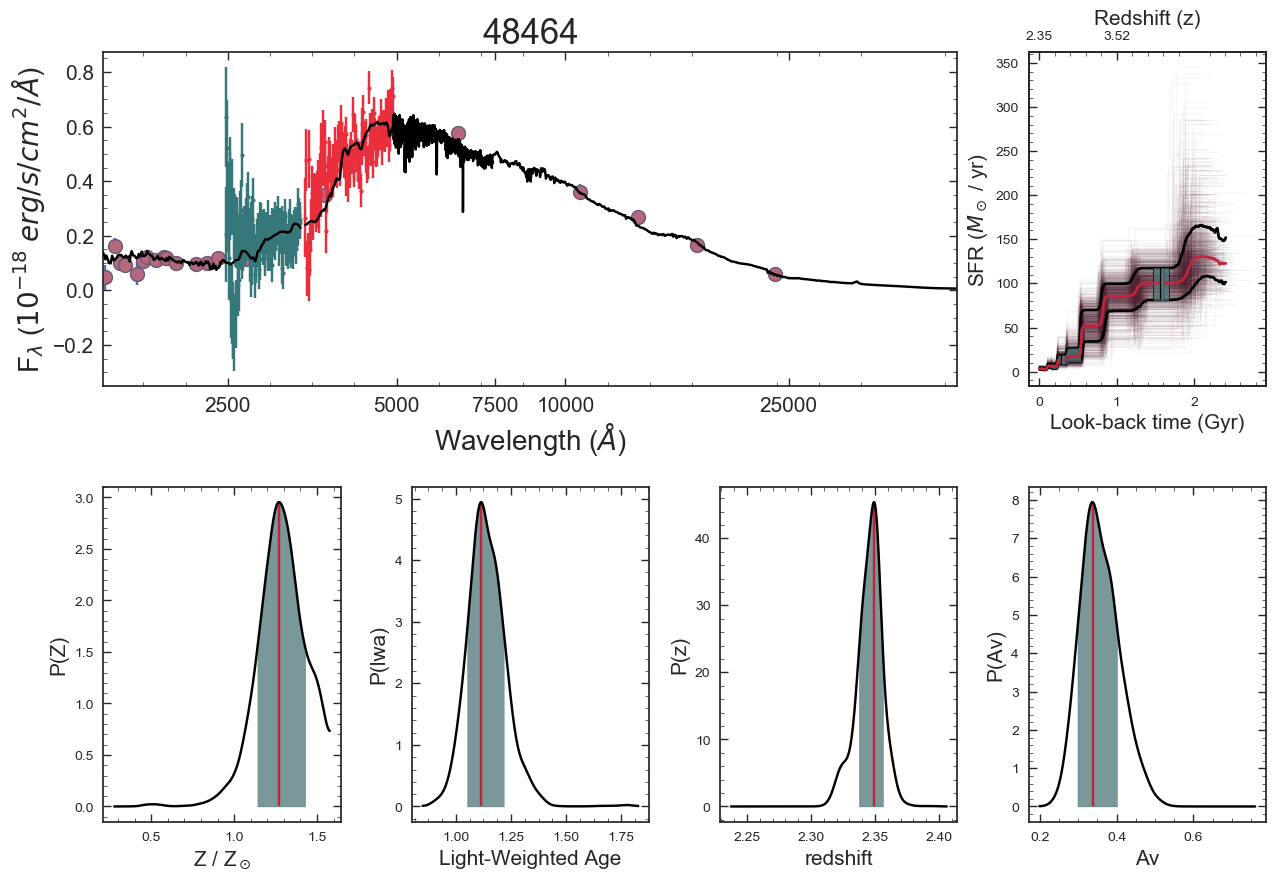 48464
Redshift (z)
2.35 3.52
0.8
0.6
0.4
0.2
0.0
−0.2
F_λ (10^−18 erg/s/cm^2/Å)
2500 5000 7500 10000 25000
Wavelength (Å)
350
300
250
200
150
100
50
0
SFR (M_⊙ / yr)
0 1 2
Look-back time (Gyr)
3.0
2.5
2.0
1.5
1.0
0.5
0.0
P(Z)
0.5 1.0 1.5
Z / Z_⊙
5
4
3
2
1
0
P(lwa)
1.00 1.25 1.50 1.75
Light-Weighted Age
40
30
20
10
0
P(z)
2.25 2.30 2.35 2.40
redshift
8
7
6
5
4
3
2
1
0
P(Av)
0.2 0.4 0.6
Av